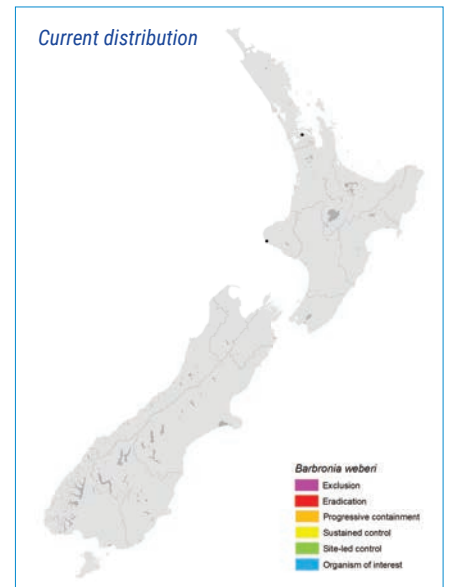 Current distribution
Barbronia weberi
Exclusion
Eradication
Progressive containment
Sustained control
Site-led control
Organism of interest